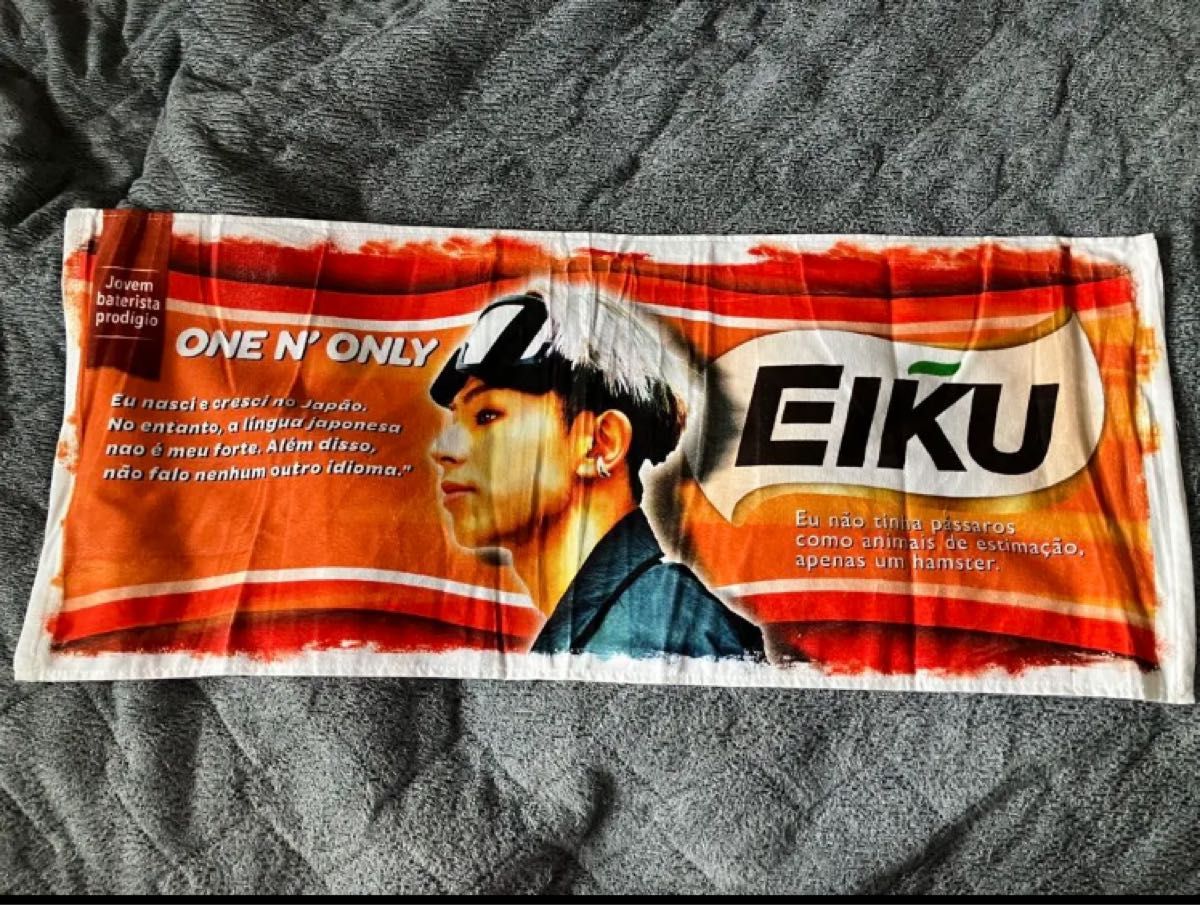 Jovem
baterista
prodígio
ONE N' ONLY
Eu nasci e cresci no Japão.
No entanto, a língua japonesa
nao é meu forte. Além disso,
não falo nenhum outro idioma."
EIKU
Eu não tinha pássaros
como animais de estimação,
apenas um hamster.